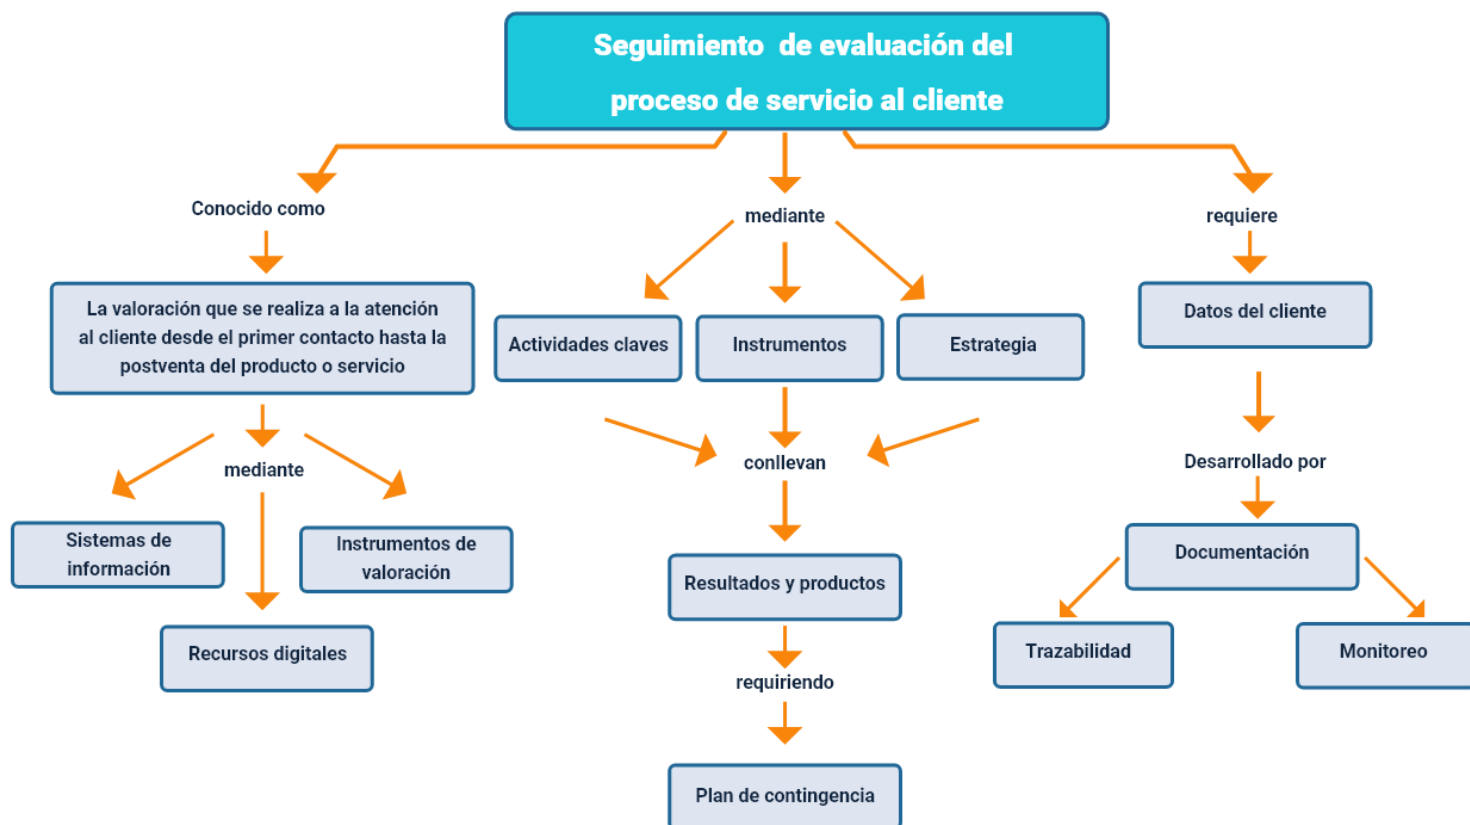 Seguimiento de evaluación del
proceso de servicio al cliente
Conocido como
La valoración que se realiza a la atención
al cliente desde el primer contacto hasta la
postventa del producto o servicio
mediante
Sistemas de
información
Instrumentos de
valoración
Recursos digitales
mediante
Actividades claves
Instrumentos
Estrategia
conllevan
Resultados y productos
requiriendo
Plan de contingencia
requiere
Datos del cliente
Desarrollado por
Documentación
Trazabilidad
Monitoreo